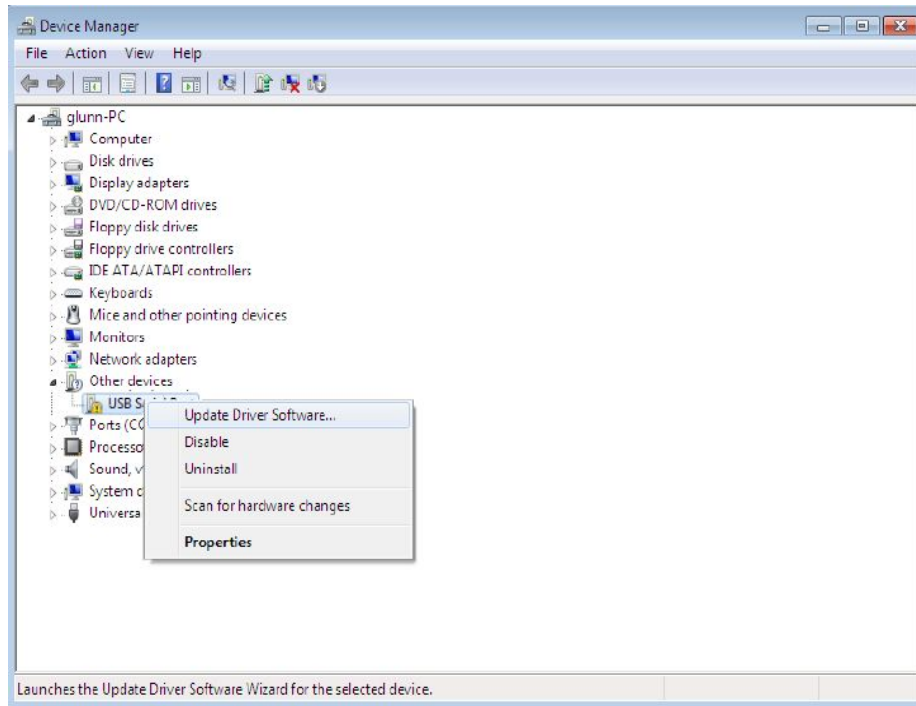 Device Manager
File Action View Help
glunn-PC
Computer
Disk drives
Display adapters
DVD/CD-ROM drives
Floppy disk drives
Floppy drive controllers
IDE ATA/ATAPI controllers
Keyboards
Mice and other pointing devices
Monitors
Network adapters
Other devices
USB
Ports
Sound,
System
Update Driver Software...
Disable
Uninstall
Scan for hardware changes
Properties
Launches the Update Driver Software Wizard for the selected device.